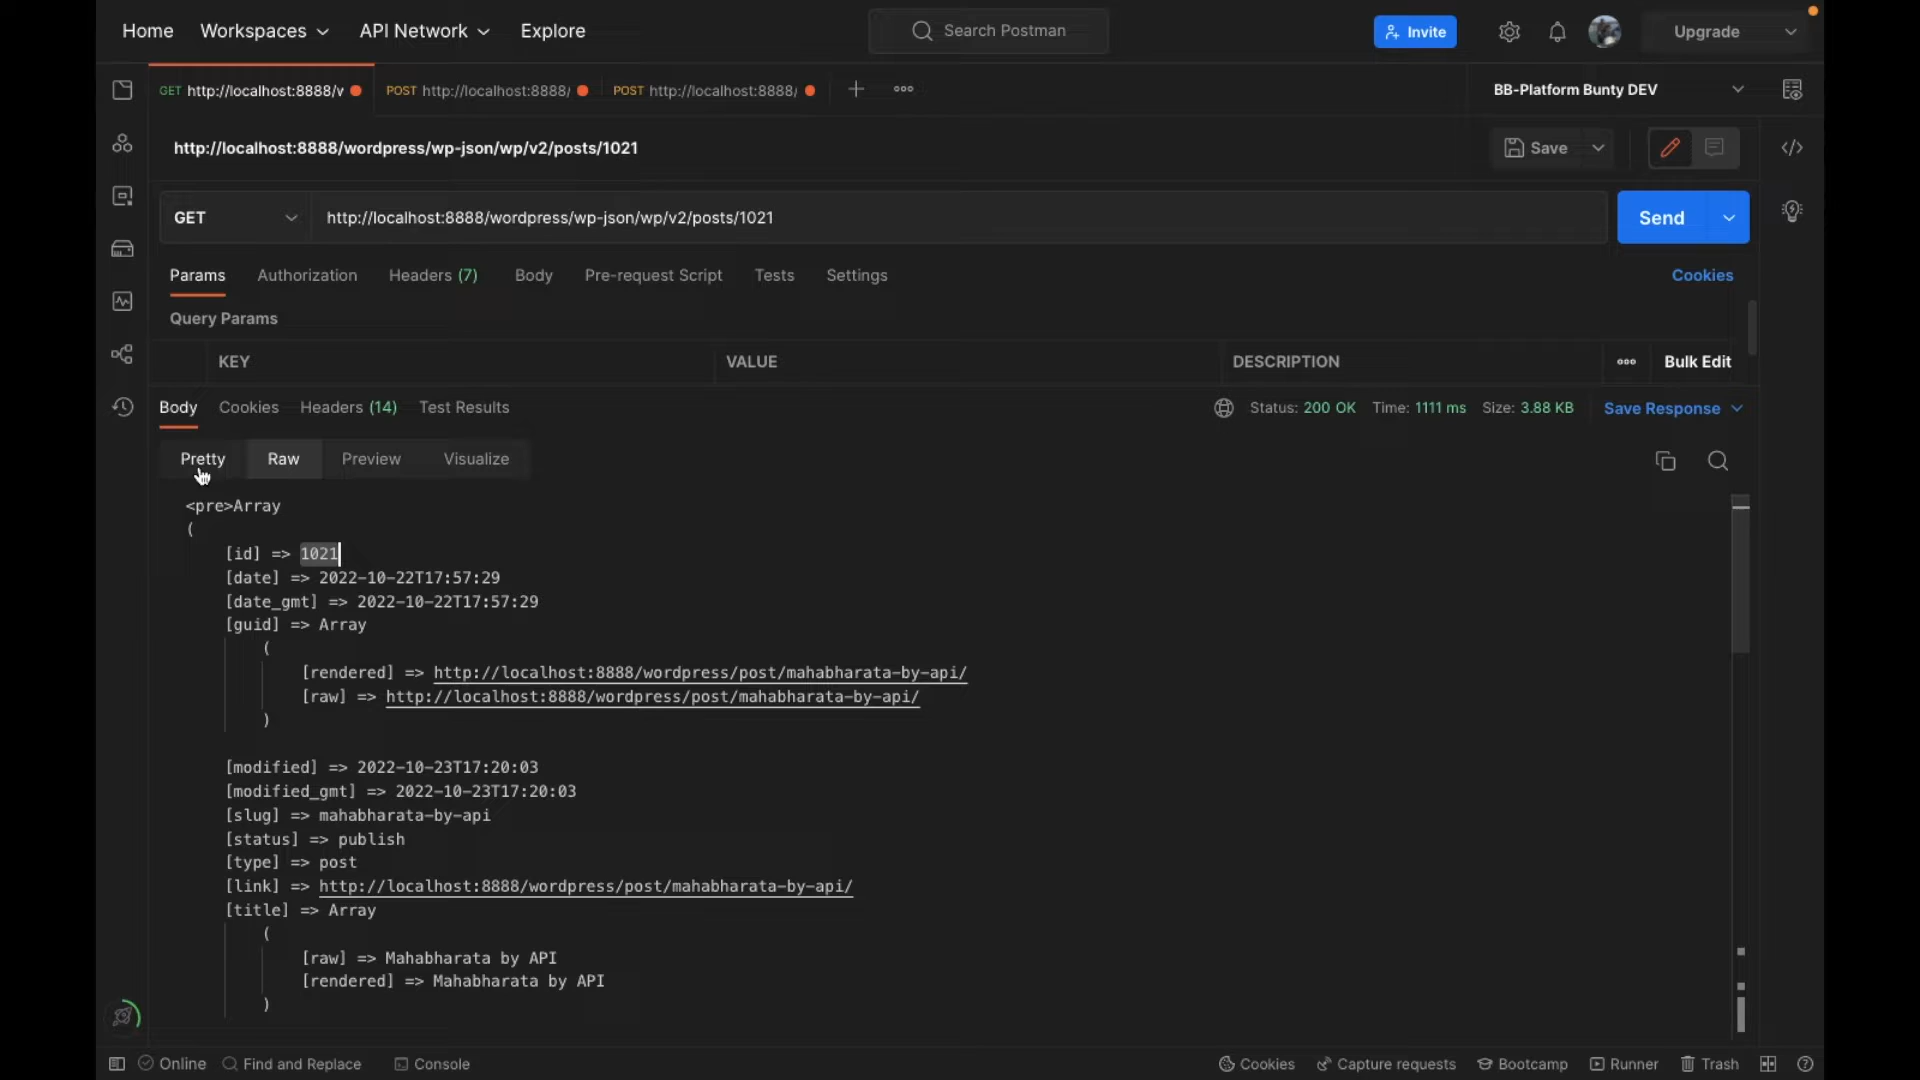 Home Workspaces API Network Explore Search Postman Invite Upgrade
GET http://localhost:8888/v POST http://localhost:8888/ POST http://localhost:8888/ BB-Platform Bunty DEV
http://localhost:8888/wordpress/wp-json/wp/v2/posts/1021 Save
GET http://localhost:8888/wordpress/wp-json/wp/v2/posts/1021 Send
Params Authorization Headers (7) Body Pre-request Script Tests Settings Cookies
Query Params
KEY VALUE DESCRIPTION Bulk Edit
Body Cookies Headers (14) Test Results Status: 200 OK Time: 1111 ms Size: 3.88 KB Save Response
Pretty Raw Preview Visualize
<pre>Array
(
[id] => 1021
[date] => 2022-10-22T17:57:29
[date_gmt] => 2022-10-22T17:57:29
[guid] => Array
(
[rendered] => http://localhost:8888/wordpress/post/mahabharata-by-api/
[raw] => http://localhost:8888/wordpress/post/mahabharata-by-api/
)
[modified] => 2022-10-23T17:20:03
[modified_gmt] => 2022-10-23T17:20:03
[slug] => mahabharata-by-api
[status] => publish
[type] => post
[link] => http://localhost:8888/wordpress/post/mahabharata-by-api/
[title] => Array
(
[raw] => Mahabharata by API
[rendered] => Mahabharata by API
)
Online Find and Replace Console Cookies Capture requests Bootcamp Runner Trash